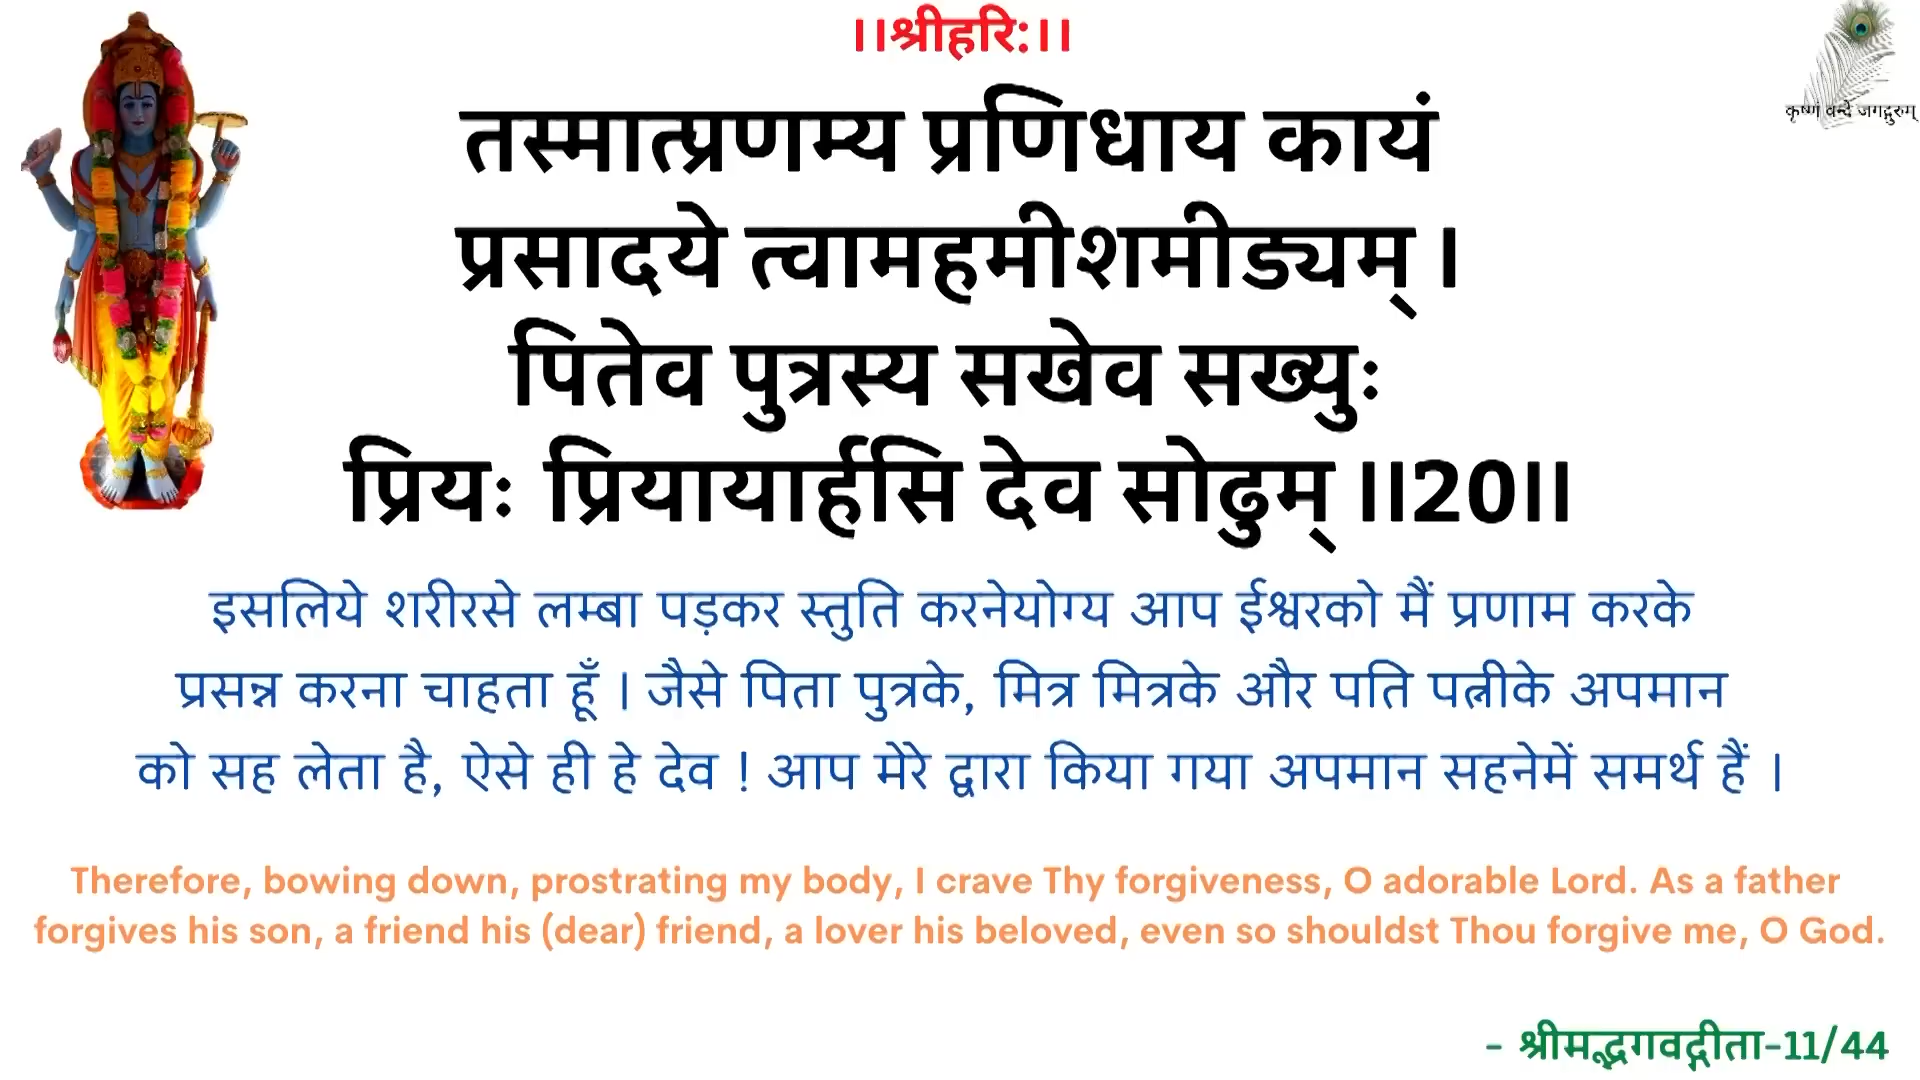 ।।श्रीहरि:।।
कृष्णं वन्दे जगद्गुरुम्
तस्मात्प्रणम्य प्रणिधाय कायं
प्रसादये त्वामहमीशमीड्यम् ।
पितेव पुत्रस्य सखेव सख्युः
प्रियः प्रियायार्हसि देव सोढुम् ।।20।।
इसलिये शरीरसे लम्बा पड़कर स्तुति करनेयोग्य आप ईश्वरको मैं प्रणाम करके
प्रसन्न करना चाहता हूँ । जैसे पिता पुत्रके, मित्र मित्रके और पति पत्नीके अपमान
को सह लेता है, ऐसे ही हे देव ! आप मेरे द्वारा किया गया अपमान सहनेमें समर्थ हैं ।
Therefore, bowing down, prostrating my body, I crave Thy forgiveness, O adorable Lord. As a father
forgives his son, a friend his (dear) friend, a lover his beloved, even so shouldst Thou forgive me, O God.
- श्रीमद्भगवद्गीता-11/44